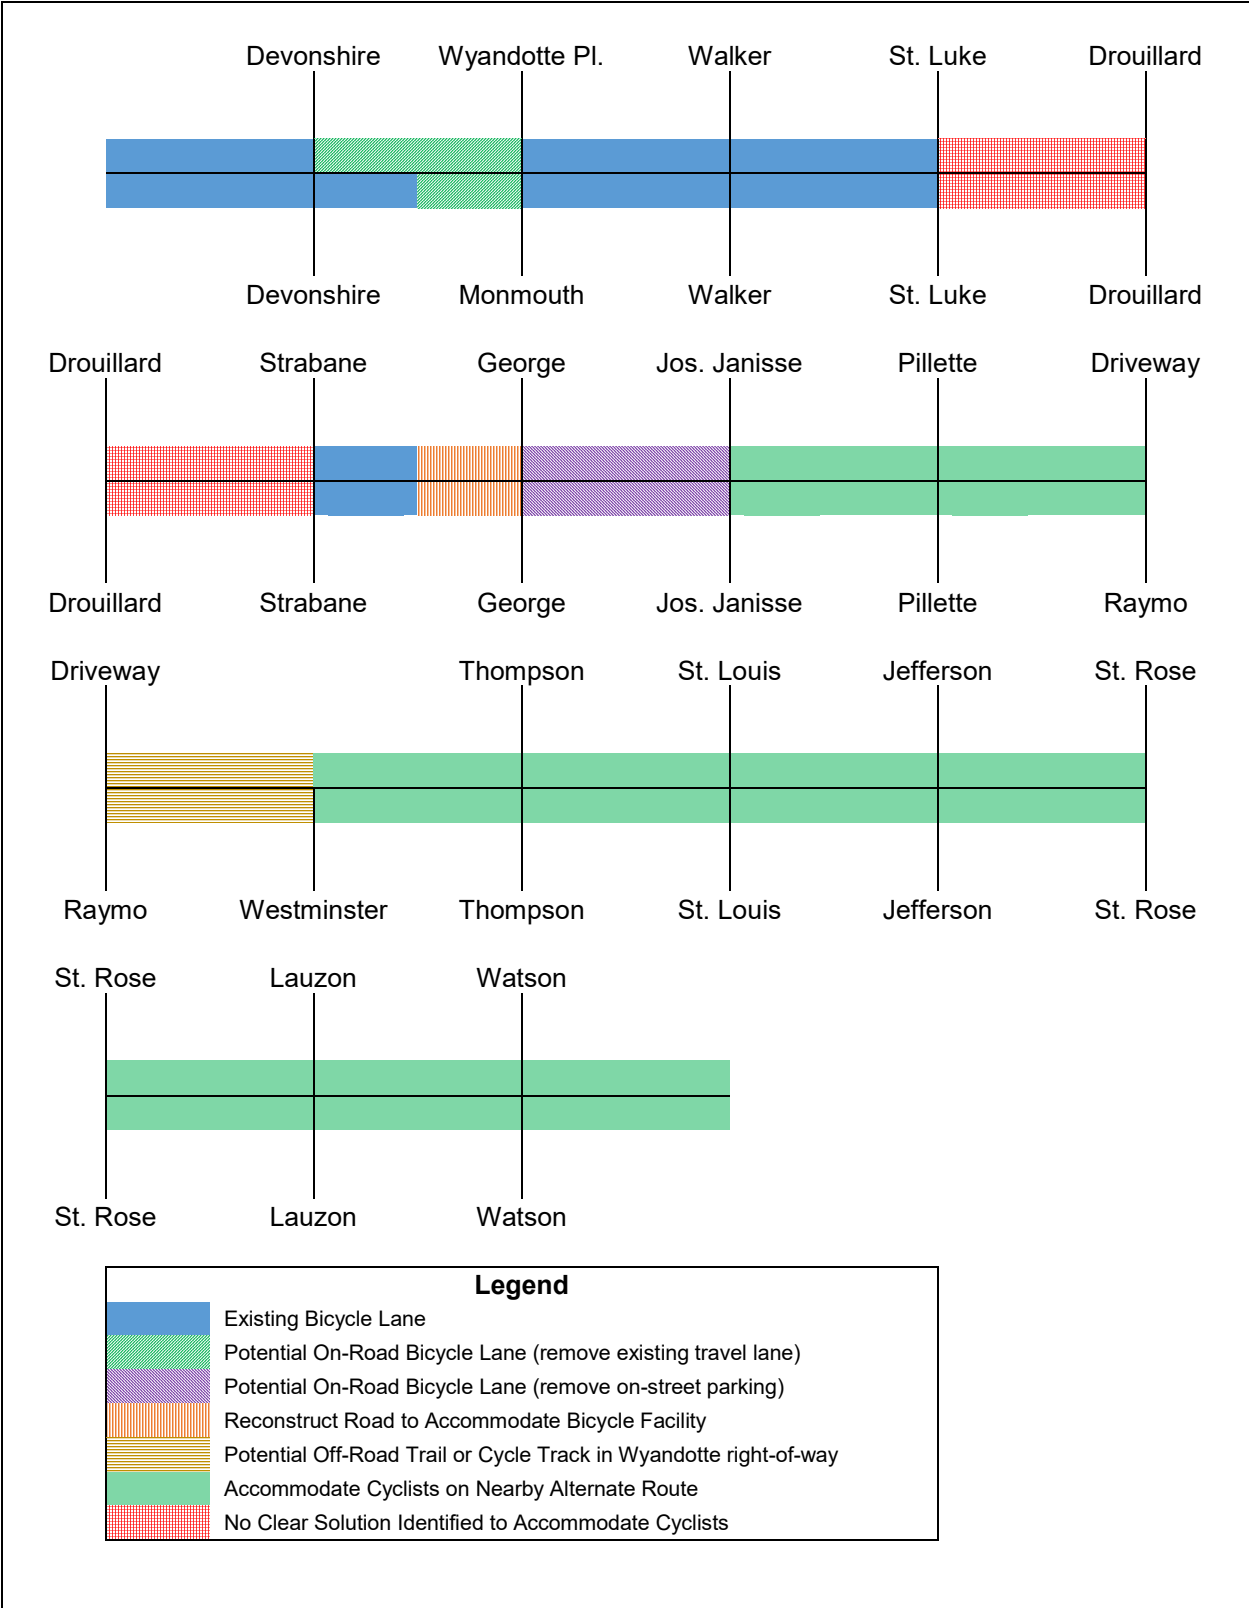 Devonshire Wyandotte Pl. Walker St. Luke Drouillard
Devonshire Monmouth Walker St. Luke Drouillard
Drouillard Strabane George Jos. Janisse Pillette Driveway
Drouillard Strabane George Jos. Janisse Pillette Raymo
Driveway Thompson St. Louis Jefferson St. Rose
Raymo Westminster Thompson St. Louis Jefferson St. Rose
St. Rose Lauzon Watson
St. Rose Lauzon Watson
Legend
Existing Bicycle Lane
Potential On-Road Bicycle Lane (remove existing travel lane)
Potential On-Road Bicycle Lane (remove on-street parking)
Reconstruct Road to Accommodate Bicycle Facility
Potential Off-Road Trail or Cycle Track in Wyandotte right-of-way
Accommodate Cyclists on Nearby Alternate Route
No Clear Solution Identified to Accommodate Cyclists